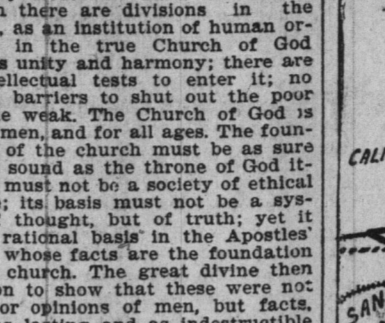 there are divisions in the
, as an institution of human or-
in the true Church of God
s unity and harmony; there are
ellectual tests to enter it; no
barriers to shut out the poor
e weak. The Church of God is
men, and for all ages. The foun-
of the church must be as sure
sound as the throne of God it-
must not be a society of ethical
; its basis must not be a sys-
thought, but of truth; yet it
rational basis in the Apostles'
whose facts are the foundation
church. The great divine then
on to show that these were not
or opinions of men, but facts,
as indestructible
CALI
SAN